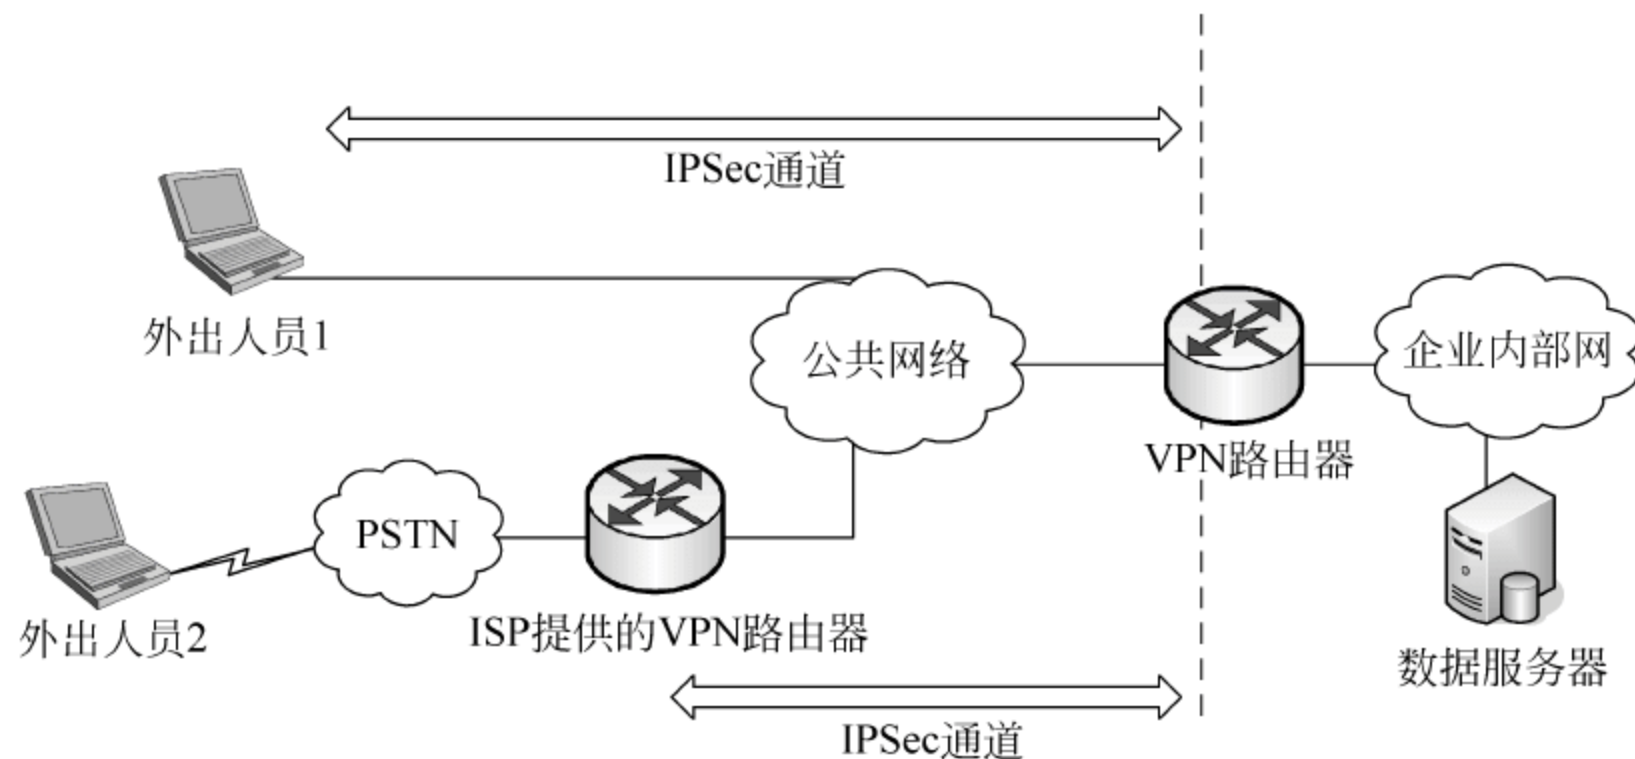 IPSec通道
外出人员1
公共网络
企业内部网
VPN路由器
PSTN
外出人员2
ISP提供的VPN路由器
数据服务器
IPSec通道